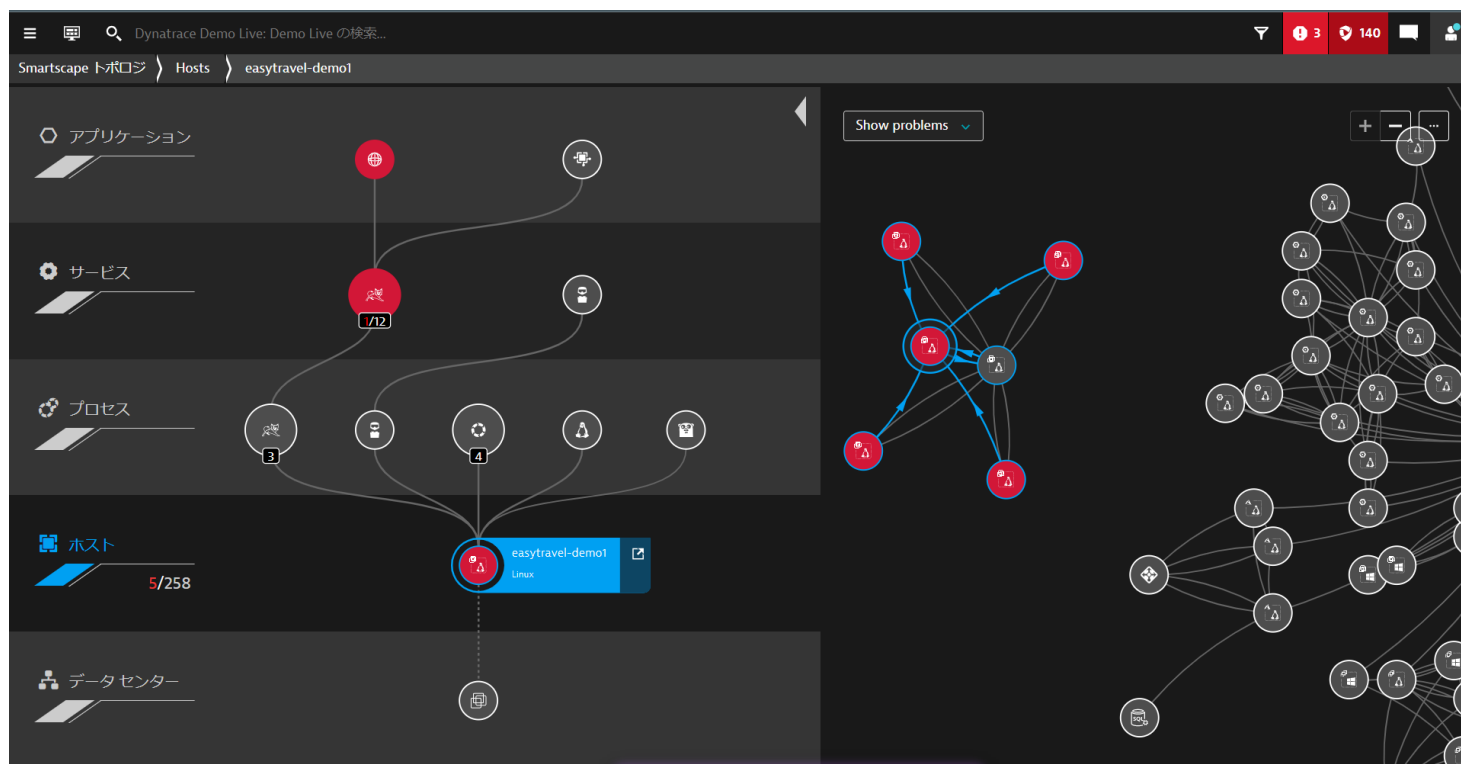 Dynatrace Demo Live: Demo Live の検索...
3
140
Smartscape トポロジ
Hosts
easytravel-demo1
アプリケーション
Show problems
サービス
1/12
プロセス
3
4
ホスト
5/258
easytravel-demo1
Linux
データ センター
SQL